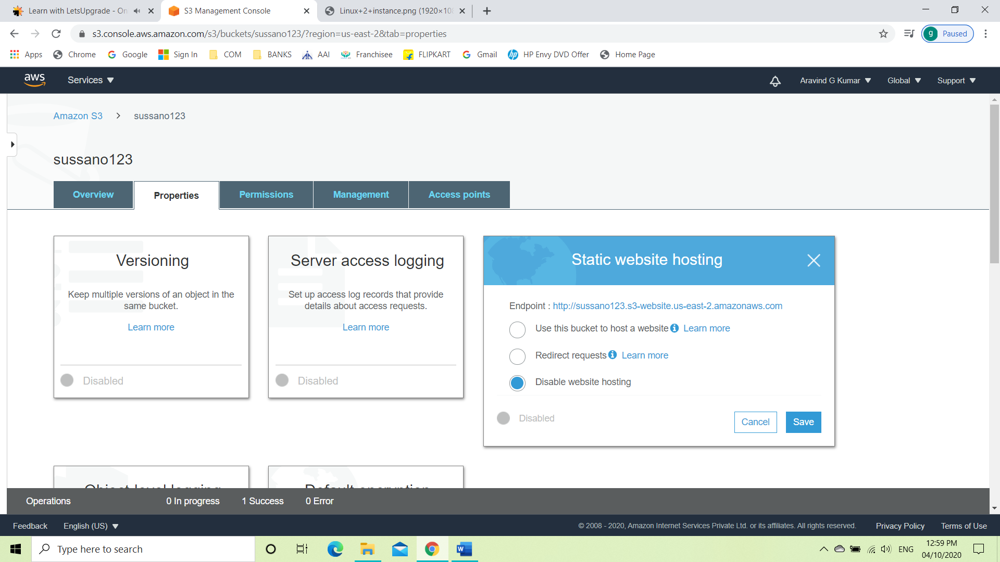 Learn with LetsUpgrade - On
S3 Management Console
Linux+2+instance.png (1920×108
s3.console.aws.amazon.com/s3/buckets/sussano123/?region=us-east-2&tab=properties
g Paused
Apps Chrome Google Sign In COM BANKS AAI Franchisee FLIPKART Gmail HP Envy DVD Offer Home Page
aws Services Aravind G Kumar Global Support
Amazon S3 > sussano123
sussano123
Overview Properties Permissions Management Access points
Versioning
Keep multiple versions of an object in the
same bucket.
Learn more
Disabled
Server access logging
Set up access log records that provide
details about access requests.
Learn more
Disabled
Static website hosting
Endpoint : http://sussano123.s3-website.us-east-2.amazonaws.com
Use this bucket to host a website Learn more
Redirect requests Learn more
Disable website hosting
Disabled
Cancel Save
Object-level logging
Default encryption
Operations 0 In progress 1 Success 0 Error
Feedback English (US) © 2008 - 2020, Amazon Internet Services Private Ltd. or its affiliates. All rights reserved. Privacy Policy Terms of Use
Type here to search
ENG
12:59 PM
04/10/2020